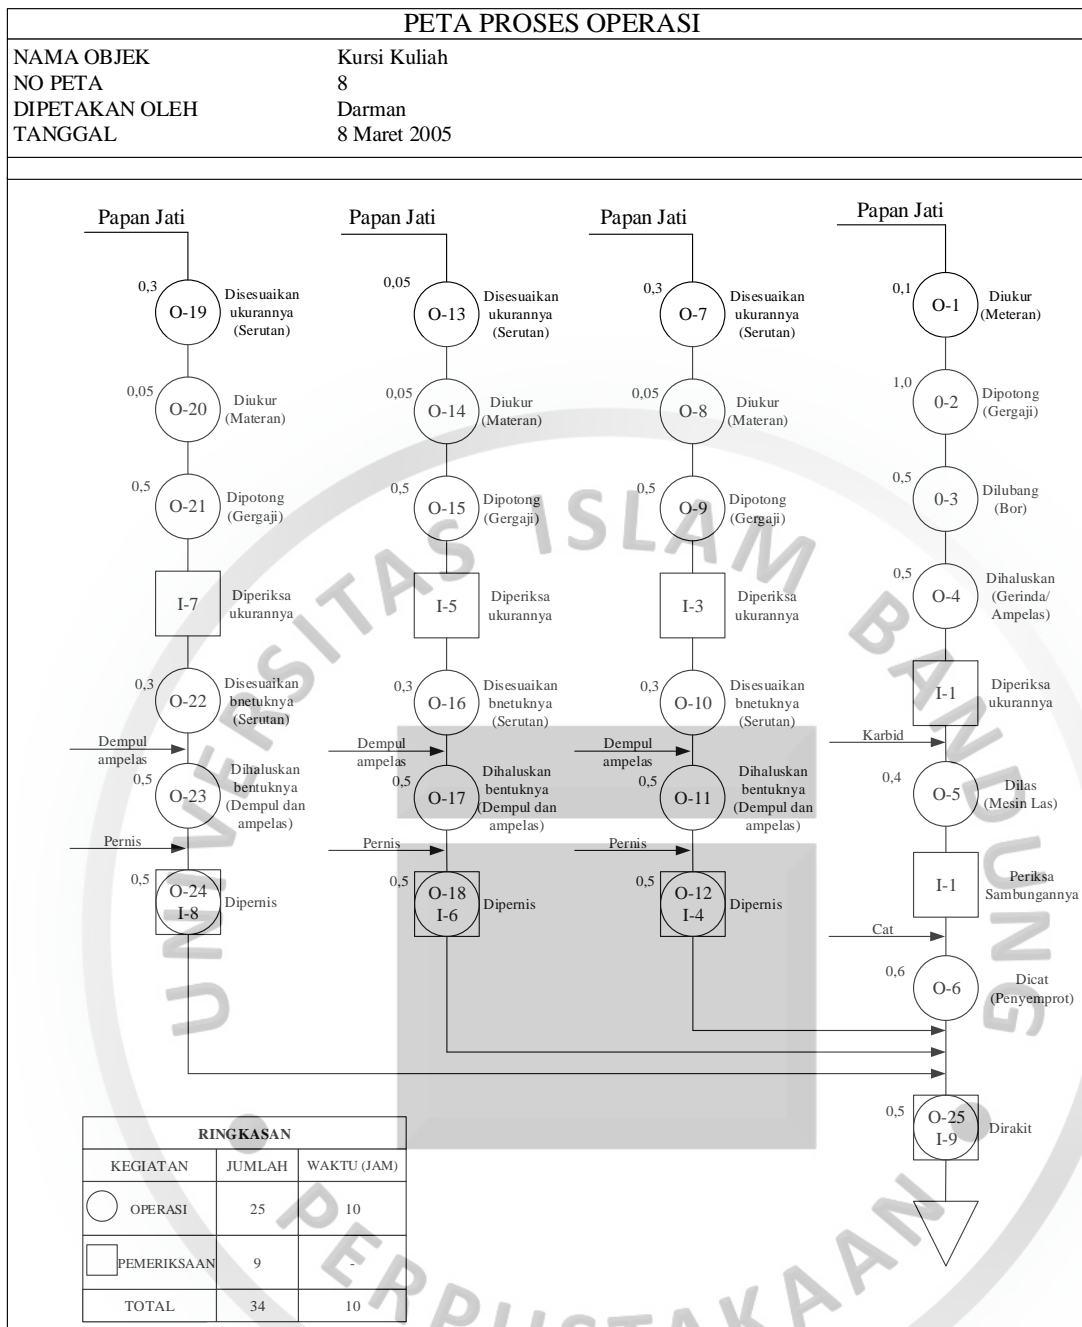 PETA PROSES OPERASI
NAMA OBJEK Kursi Kuliah
NO PETA 8
DIPETAKAN OLEH Darman
TANGGAL 8 Maret 2005
Papan Jati
0,3
O-19
Disesuaikan
ukurannya
(Serutan)
0,05
O-20
Diukur
(Materan)
0,5
O-21
Dipotong
(Gergaji)
I-7
Diperiksa
ukurannya
0,3
O-22
Disesuaikan
bnetuknya
(Serutan)
Dempul
ampelas
0,5
O-23
Dihaluskan
bentuknya
(Dempul dan
ampelas)
Pernis
0,5
O-24
I-8
Dipernis
Papan Jati
0,05
O-13
Disesuaikan
ukurannya
(Serutan)
0,05
O-14
Diukur
(Materan)
0,5
O-15
Dipotong
(Gergaji)
I-5
Diperiksa
ukurannya
0,3
O-16
Disesuaikan
bnetuknya
(Serutan)
Dempul
ampelas
0,5
O-17
Dihaluskan
bentuknya
(Dempul dan
ampelas)
Pernis
0,5
O-18
I-6
Dipernis
Papan Jati
0,3
O-7
Disesuaikan
ukurannya
(Serutan)
0,05
O-8
Diukur
(Materan)
0,5
O-9
Dipotong
(Gergaji)
I-3
Diperiksa
ukurannya
0,3
O-10
Disesuaikan
bnetuknya
(Serutan)
Dempul
ampelas
0,5
O-11
Dihaluskan
bentuknya
(Dempul dan
ampelas)
Pernis
0,5
O-12
I-4
Dipernis
Papan Jati
0,1
O-1
Diukur
(Meteran)
1,0
0-2
Dipotong
(Gergaji)
0,5
0-3
Dilubang
(Bor)
0,5
O-4
Dihaluskan
(Gerinda/
Ampelas)
I-1
Diperiksa
ukurannya
Karbid
0,4
O-5
Dilas
(Mesin Las)
I-1
Periksa
Sambungannya
Cat
0,6
O-6
Dicat
(Penyemprot)
0,5
O-25
I-9
Dirakit
RINGKASAN
KEGIATAN JUMLAH WAKTU (JAM)
OPERASI 25 10
PEMERIKSAAN 9 -
TOTAL 34 10
UNIVERSITAS ISLAM BANDUNG
PERPUSTAKAAN